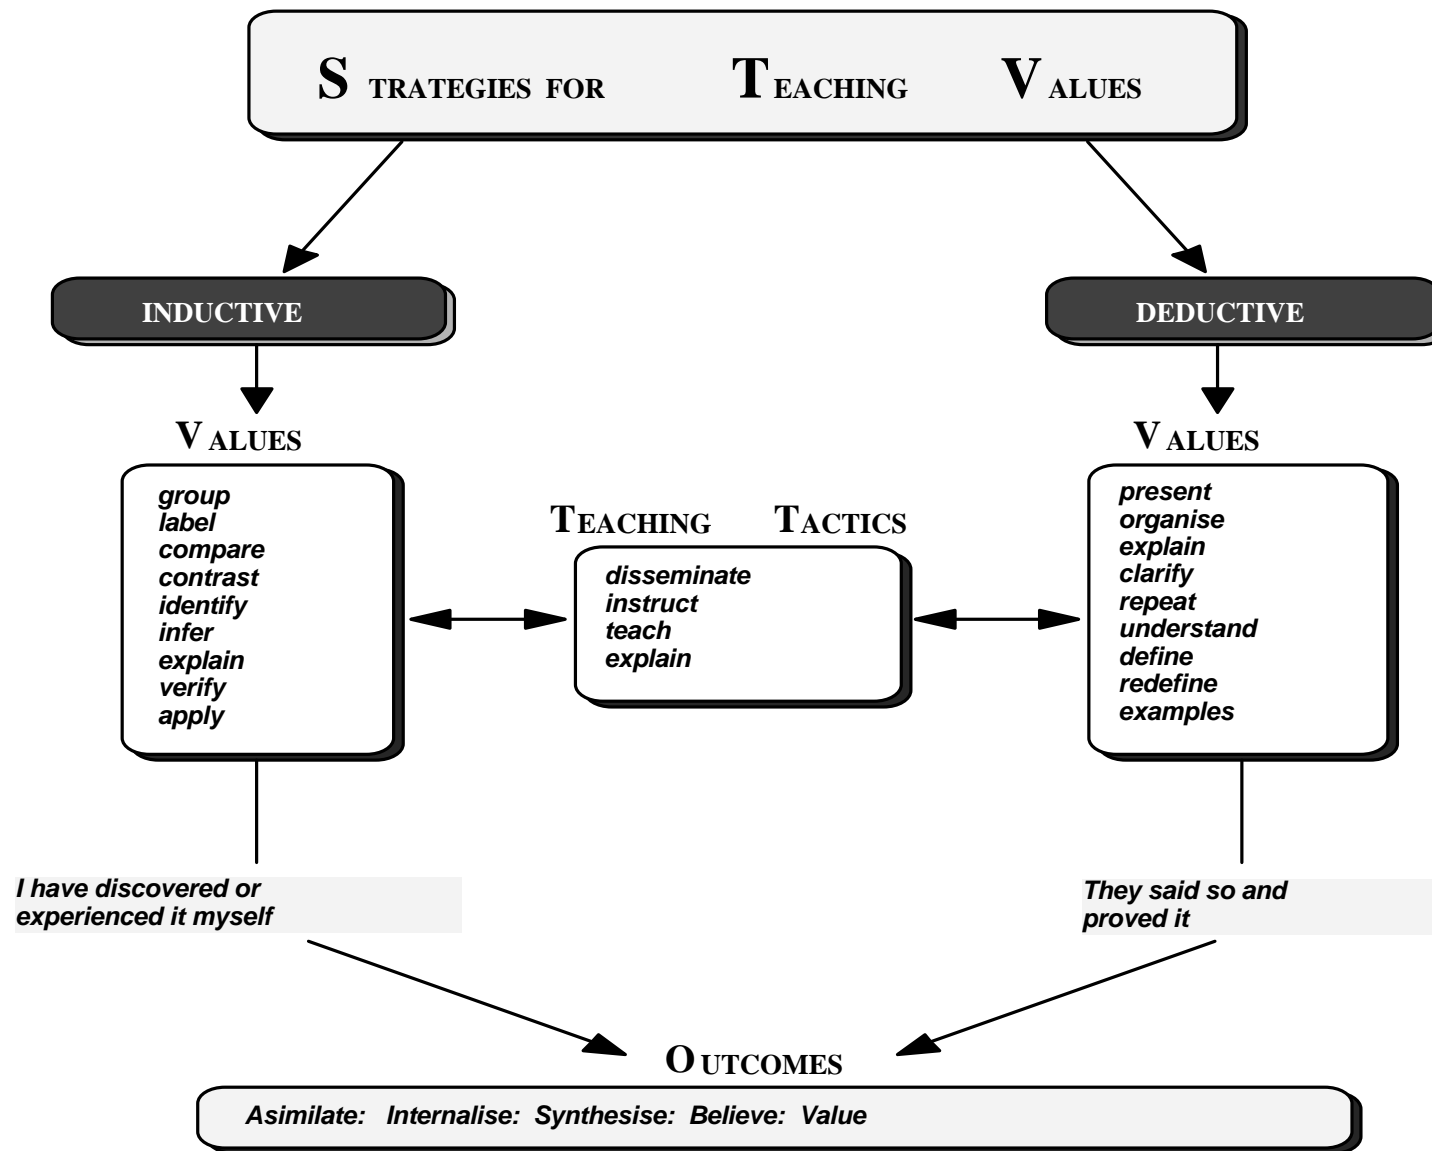 STRATEGIES FOR TEACHING VALUES
INDUCTIVE
DEDUCTIVE
VALUES
group
label
compare
contrast
identify
infer
explain
verify
apply
TEACHING TACTICS
disseminate
instruct
teach
explain
VALUES
present
organise
explain
clarify
repeat
understand
define
redefine
examples
I have discovered or
experienced it myself
They said so and
proved it
OUTCOMES
Asimilate: Internalise: Synthesise: Believe: Value